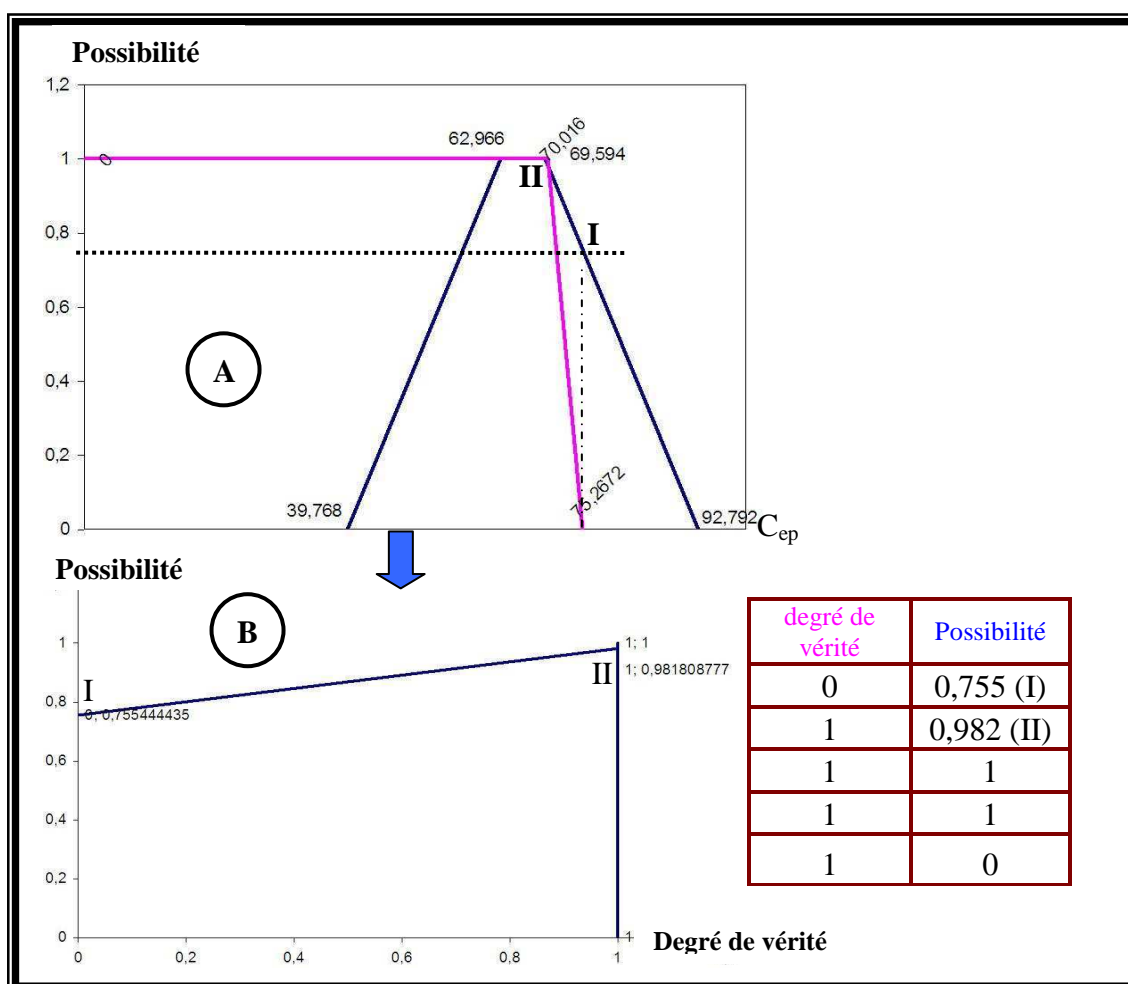 Possibilité
1,2
1
0,8
0,6
0,4
0,2
0
0
62,966
70,016
69,594
II
I
A
39,768
75,2672
92,792
C_ep
Possibilité
B
1
0,8
0,6
0,4
0,2
0
I
0; 0,755444435
1; 1
II
1; 0,981808777
1
0
0,2
0,4
0,6
0,8
1
Degré de vérité
degré de vérité Possibilité
0 0,755 (I)
1 0,982 (II)
1 1
1 1
1 0